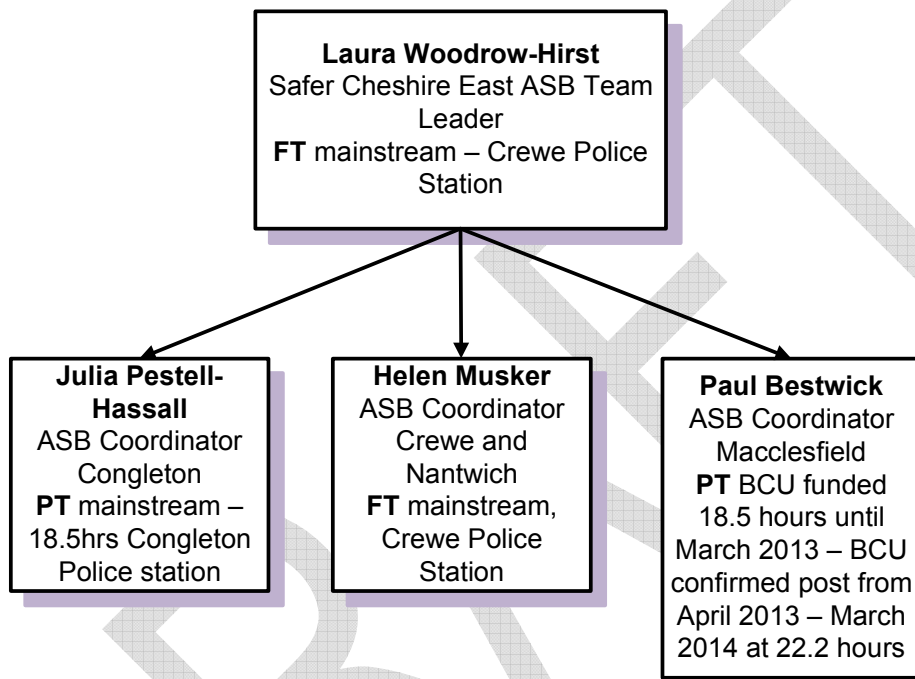 Laura Woodrow-Hirst
Safer Cheshire East ASB Team
Leader
FT mainstream – Crewe Police
Station
Julia Pestell-
Hassall
ASB Coordinator
Congleton
PT mainstream –
18.5hrs Congleton
Police station
Helen Musker
ASB Coordinator
Crewe and
Nantwich
FT mainstream,
Crewe Police
Station
Paul Bestwick
ASB Coordinator
Macclesfield
PT BCU funded
18.5 hours until
March 2013 – BCU
confirmed post from
April 2013 – March
2014 at 22.2 hours